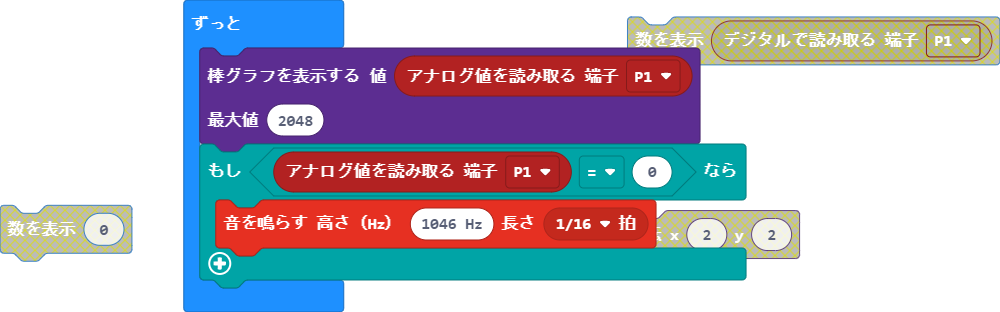 ずっと
数を表示 デジタルで読み取る 端子 P1
棒グラフを表示する 値 アナログ値を読み取る 端子 P1
最大値 2048
もし アナログ値を読み取る 端子 P1 = 0 なら
数を表示 0
音を鳴らす 高さ (Hz) 1046 Hz 長さ 1/16 拍
x 2 y 2